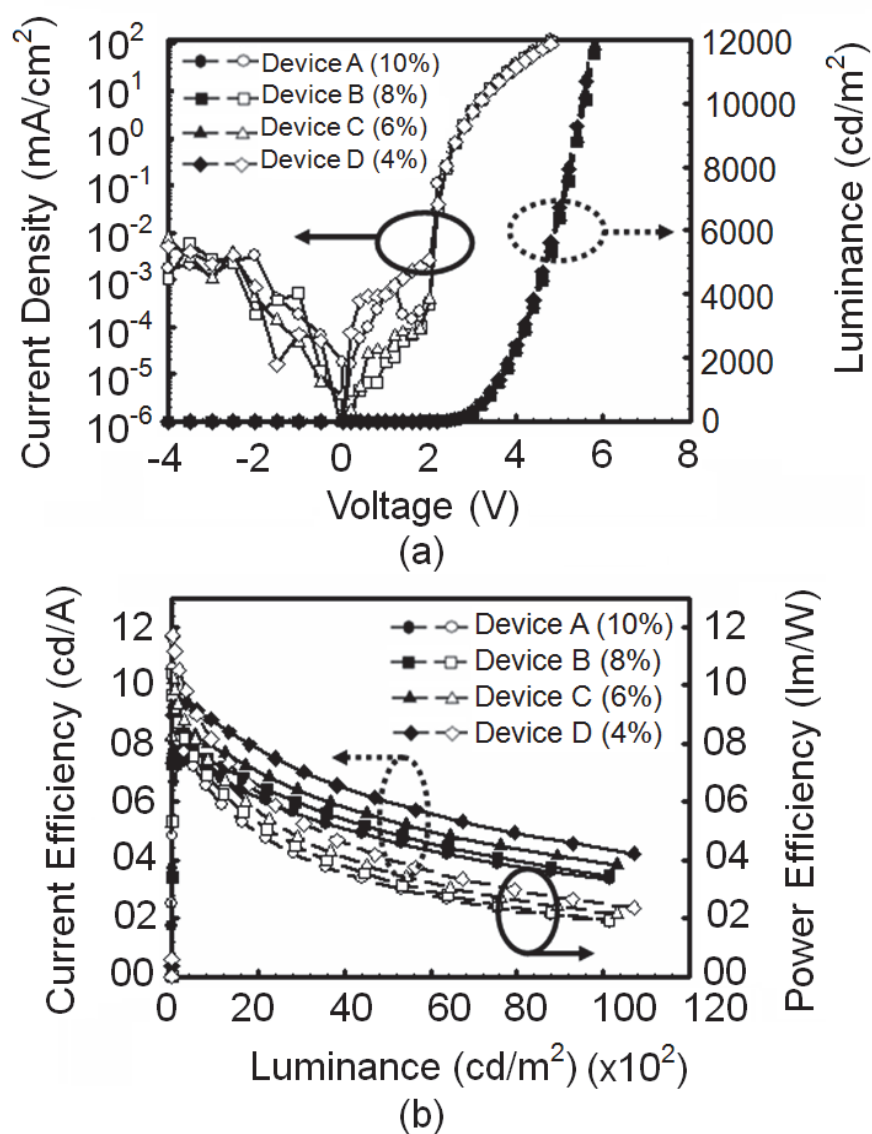 Current Density (mA/cm²)
10²
10¹
10⁰
10⁻¹
10⁻²
10⁻³
10⁻⁴
10⁻⁵
10⁻⁶
Device A (10%)
Device B (8%)
Device C (6%)
Device D (4%)
12000
10000
8000
6000
4000
2000
0
Luminance (cd/m²)
-4 -2 0 2 4 6 8
Voltage (V)
(a)
Current Efficiency (cd/A)
12
10
08
06
04
02
00
Device A (10%)
Device B (8%)
Device C (6%)
Device D (4%)
12
10
08
06
04
02
00
Power Efficiency (lm/W)
0 20 40 60 80 100 120
Luminance (cd/m²) (x10²)
(b)